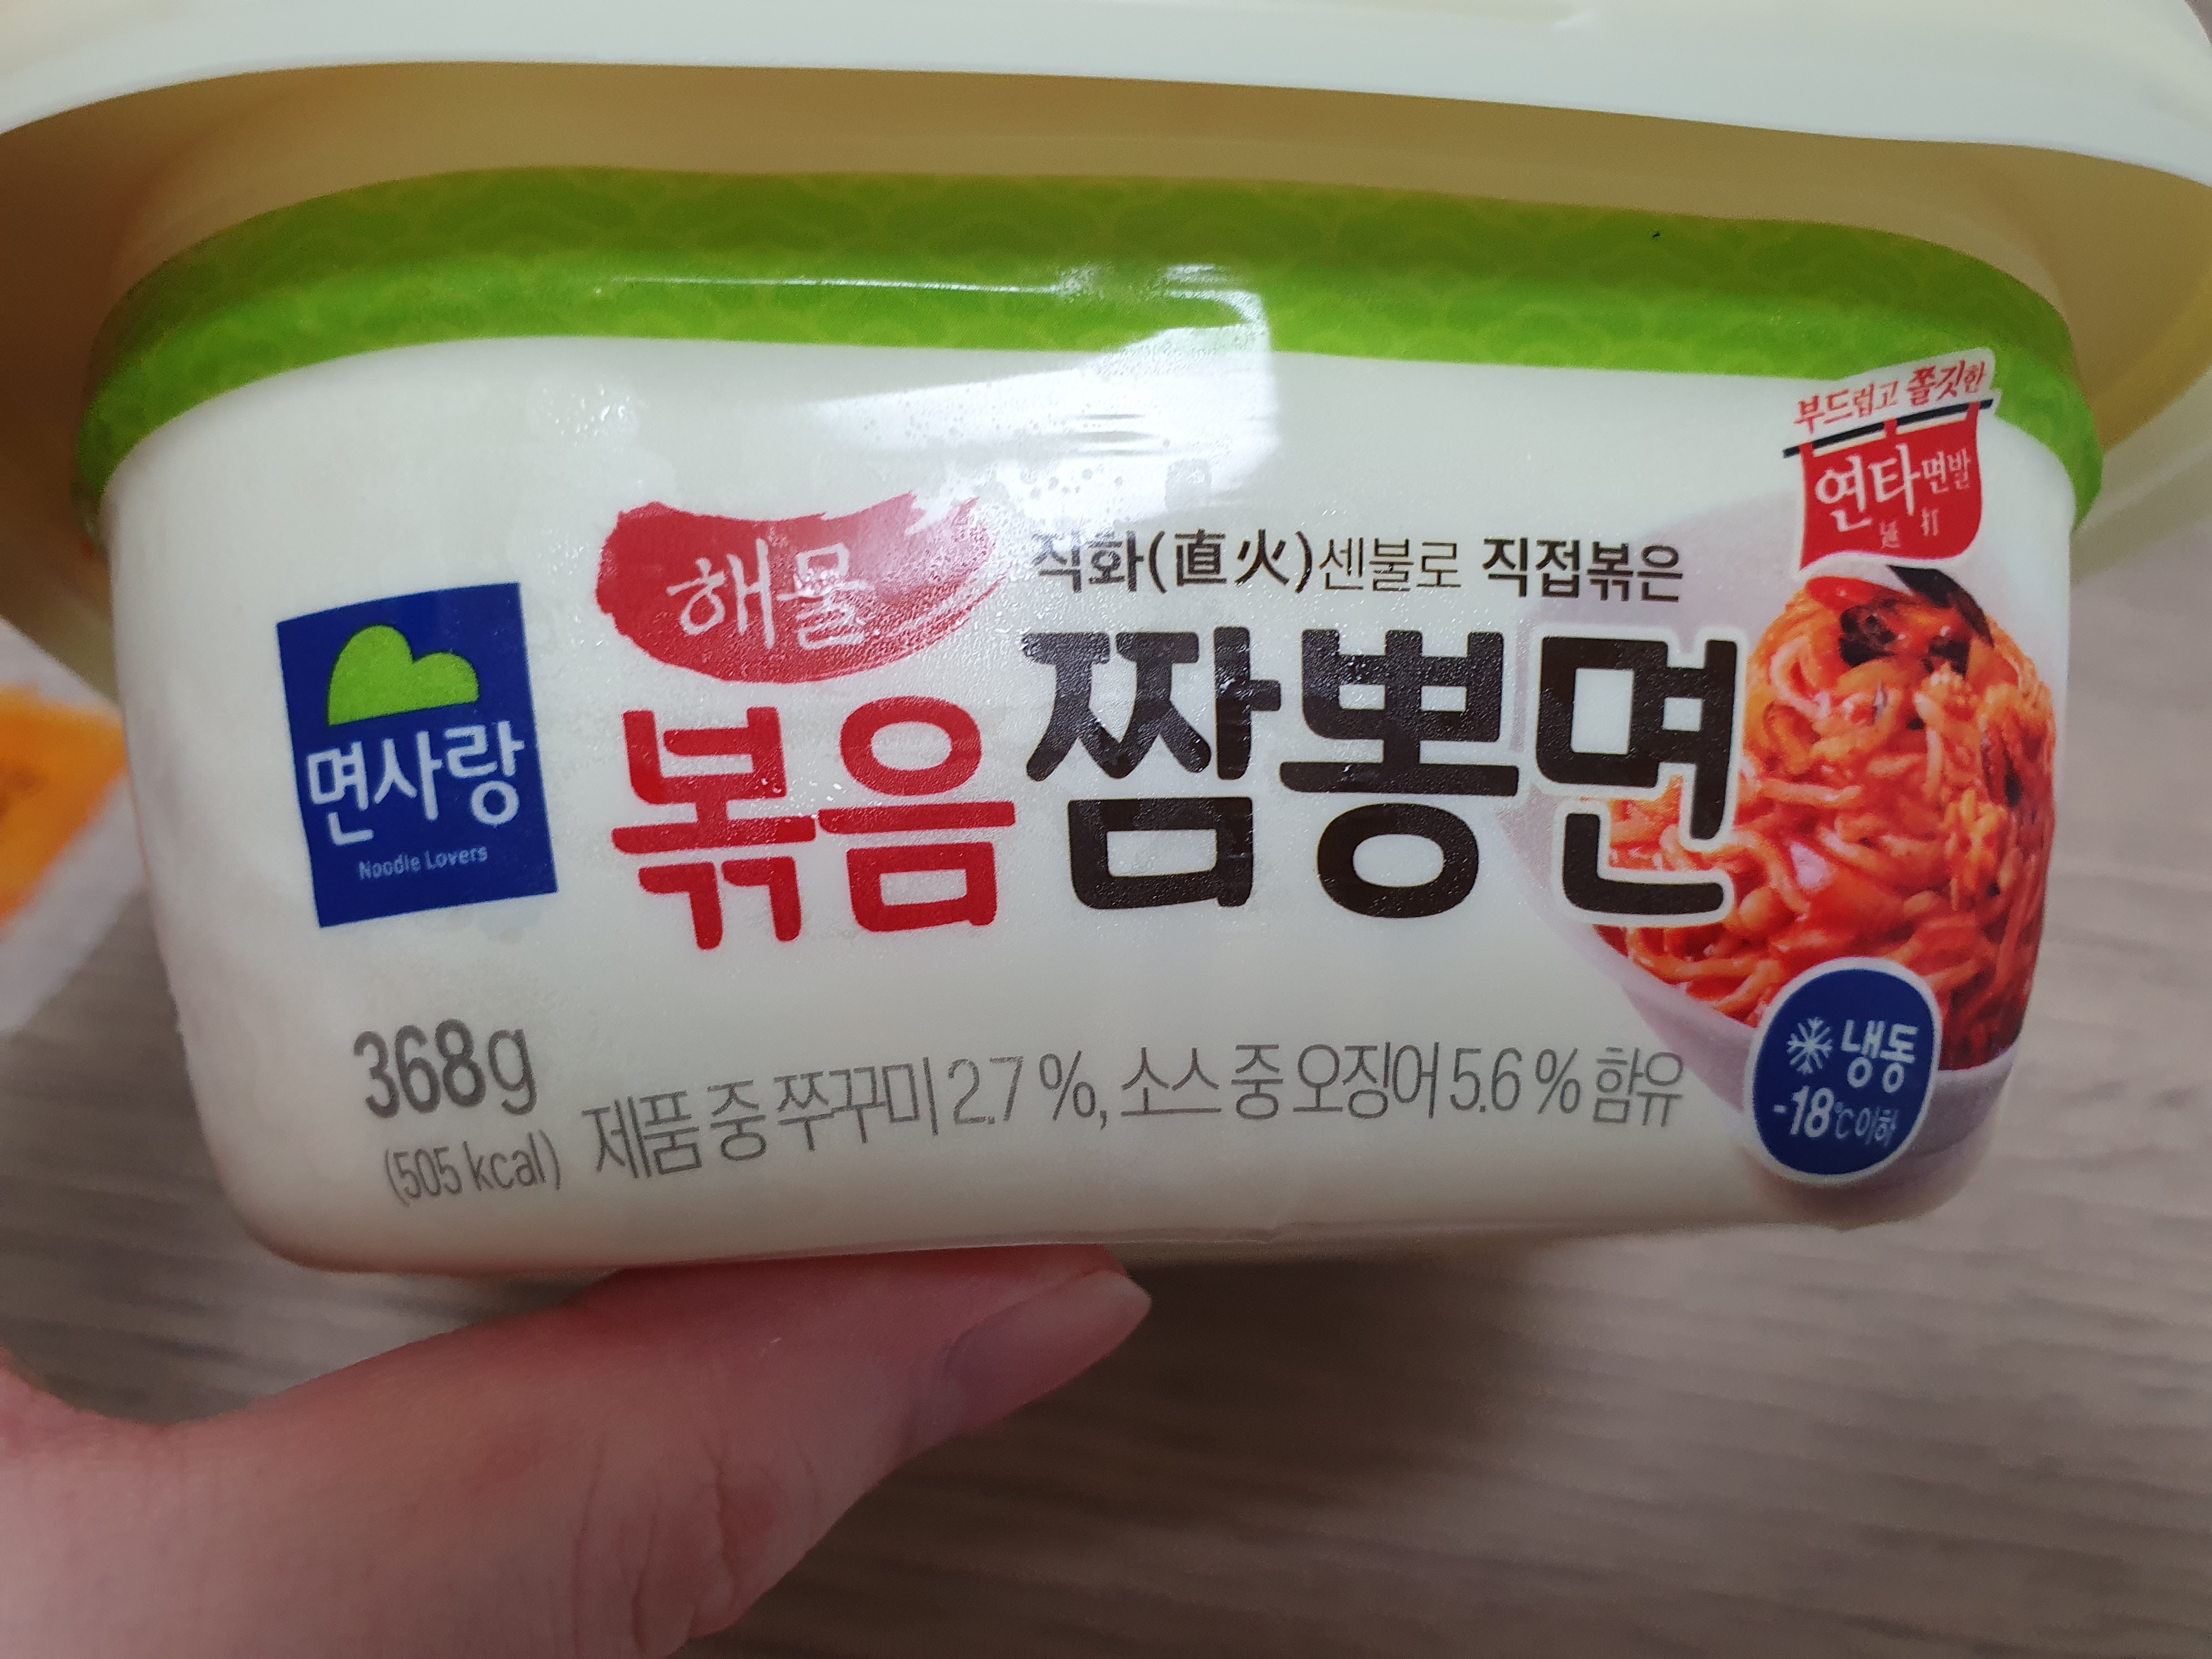 부드럽고 쫄깃한
연타면발
打
해물
직화(直火)센불로 직접볶은
볶음짬뽕면
면사랑
Noodle Lovers
368g
(505 kcal)
제품 중 쭈꾸미 2.7 %, 소스 중 오징어 5.6 % 함유
냉동
-18℃이하